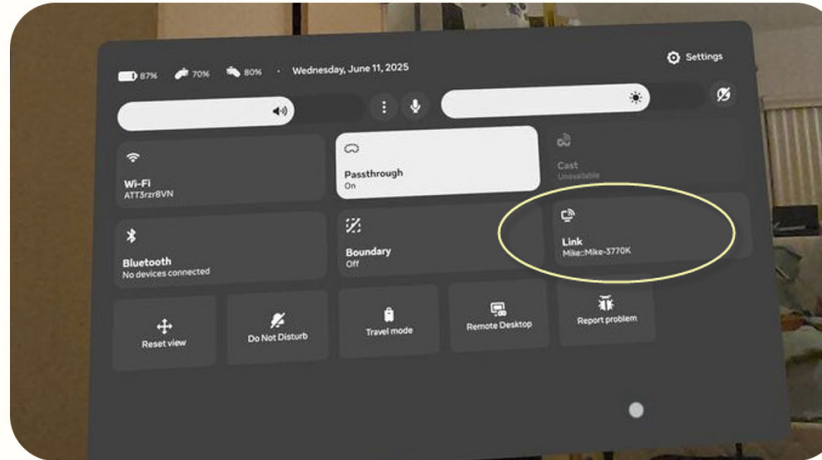 87% 70% 80% · Wednesday, June 11, 2025
Settings
Wi-Fi
ATT3rzr8VN
Passthrough
On
Cast
Unavailable
Bluetooth
No devices connected
Boundary
Off
Link
Mike::Mike-3770K
Reset view
Do Not Disturb
Travel mode
Remote Desktop
Report problem